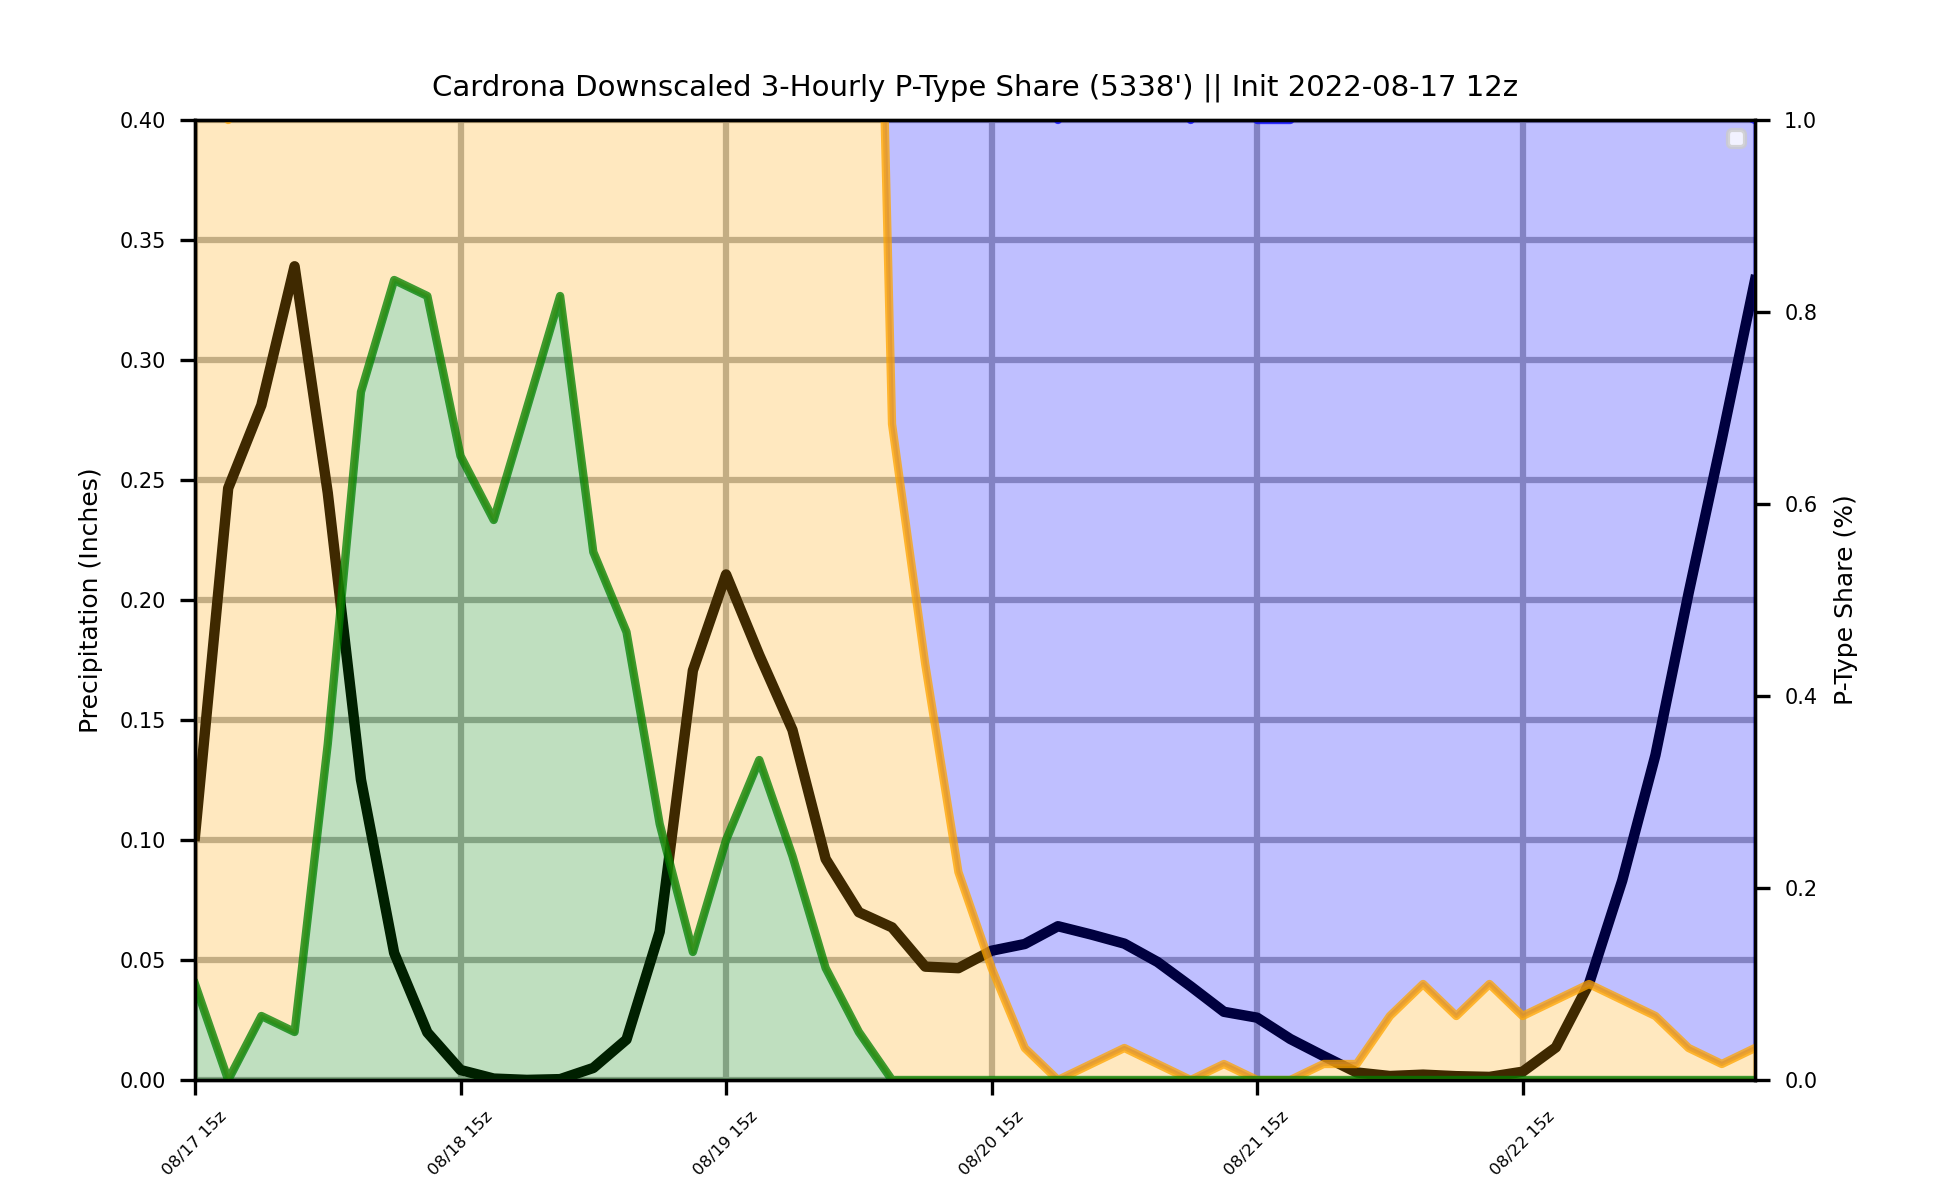 Cardrona Downscaled 3-Hourly P-Type Share (5338') || Init 2022-08-17 12z
0.40
0.35
0.30
0.25
0.20
0.15
0.10
0.05
0.00
Precipitation (Inches)
1.0
0.8
0.6
0.4
0.2
0.0
P-Type Share (%)
08/17 15z
08/18 15z
08/19 15z
08/20 15z
08/21 15z
08/22 15z